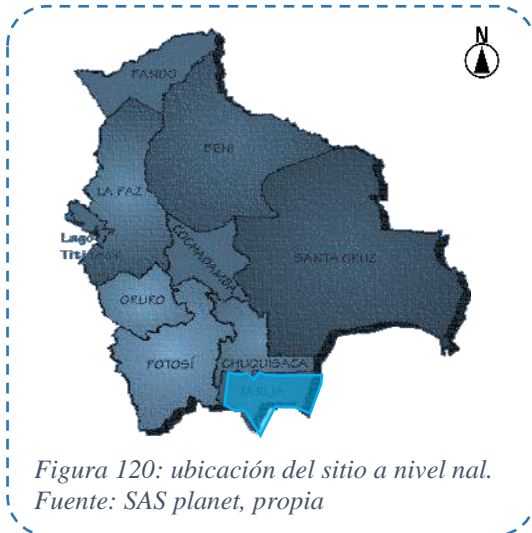 N
PANDO
BENI
LA PAZ
Lago
COCHABAMBA
SANTA CRUZ
ORURO
POTOSÍ
CHUQUISACA
TARIJA
Figura 120: ubicación del sitio a nivel nal.
Fuente: SAS planet, propia